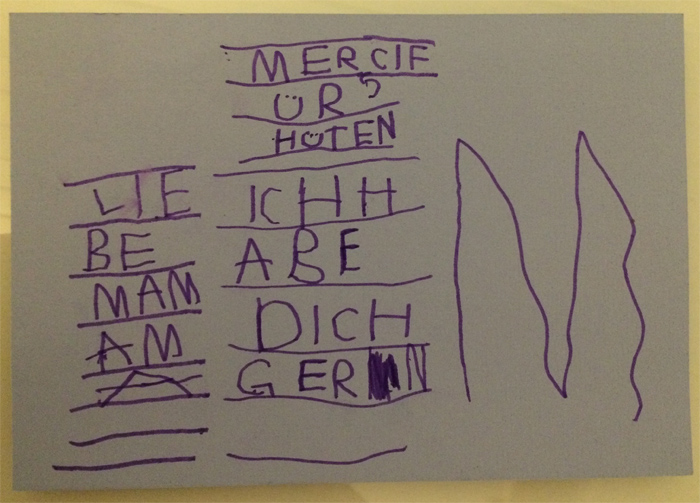 LIE
BE
MAM
AM
A
MERCIF
ÜR
HÜTEN
ICHH
ABE
DICH
GERN
M